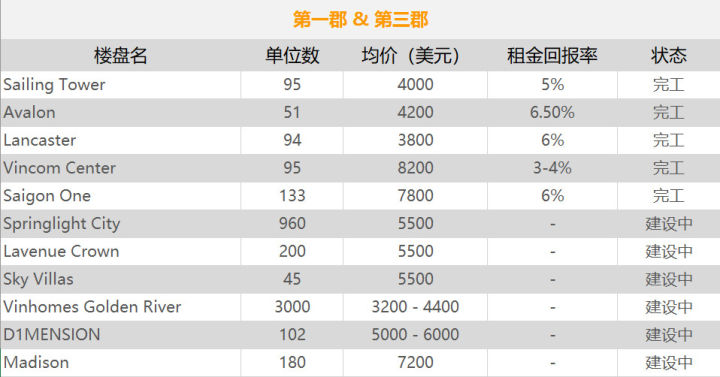 第一郡 & 第三郡
楼盘名 单位数 均价（美元） 租金回报率 状态
Sailing Tower 95 4000 5% 完工
Avalon 51 4200 6.50% 完工
Lancaster 94 3800 6% 完工
Vincom Center 95 8200 3-4% 完工
Saigon One 133 7800 6% 完工
Springlight City 960 5500 - 建设中
Lavenue Crown 200 5500 - 建设中
Sky Villas 45 5500 - 建设中
Vinhomes Golden River 3000 3200 - 4400 - 建设中
D1MENSION 102 5000 - 6000 - 建设中
Madison 180 7200 - 建设中